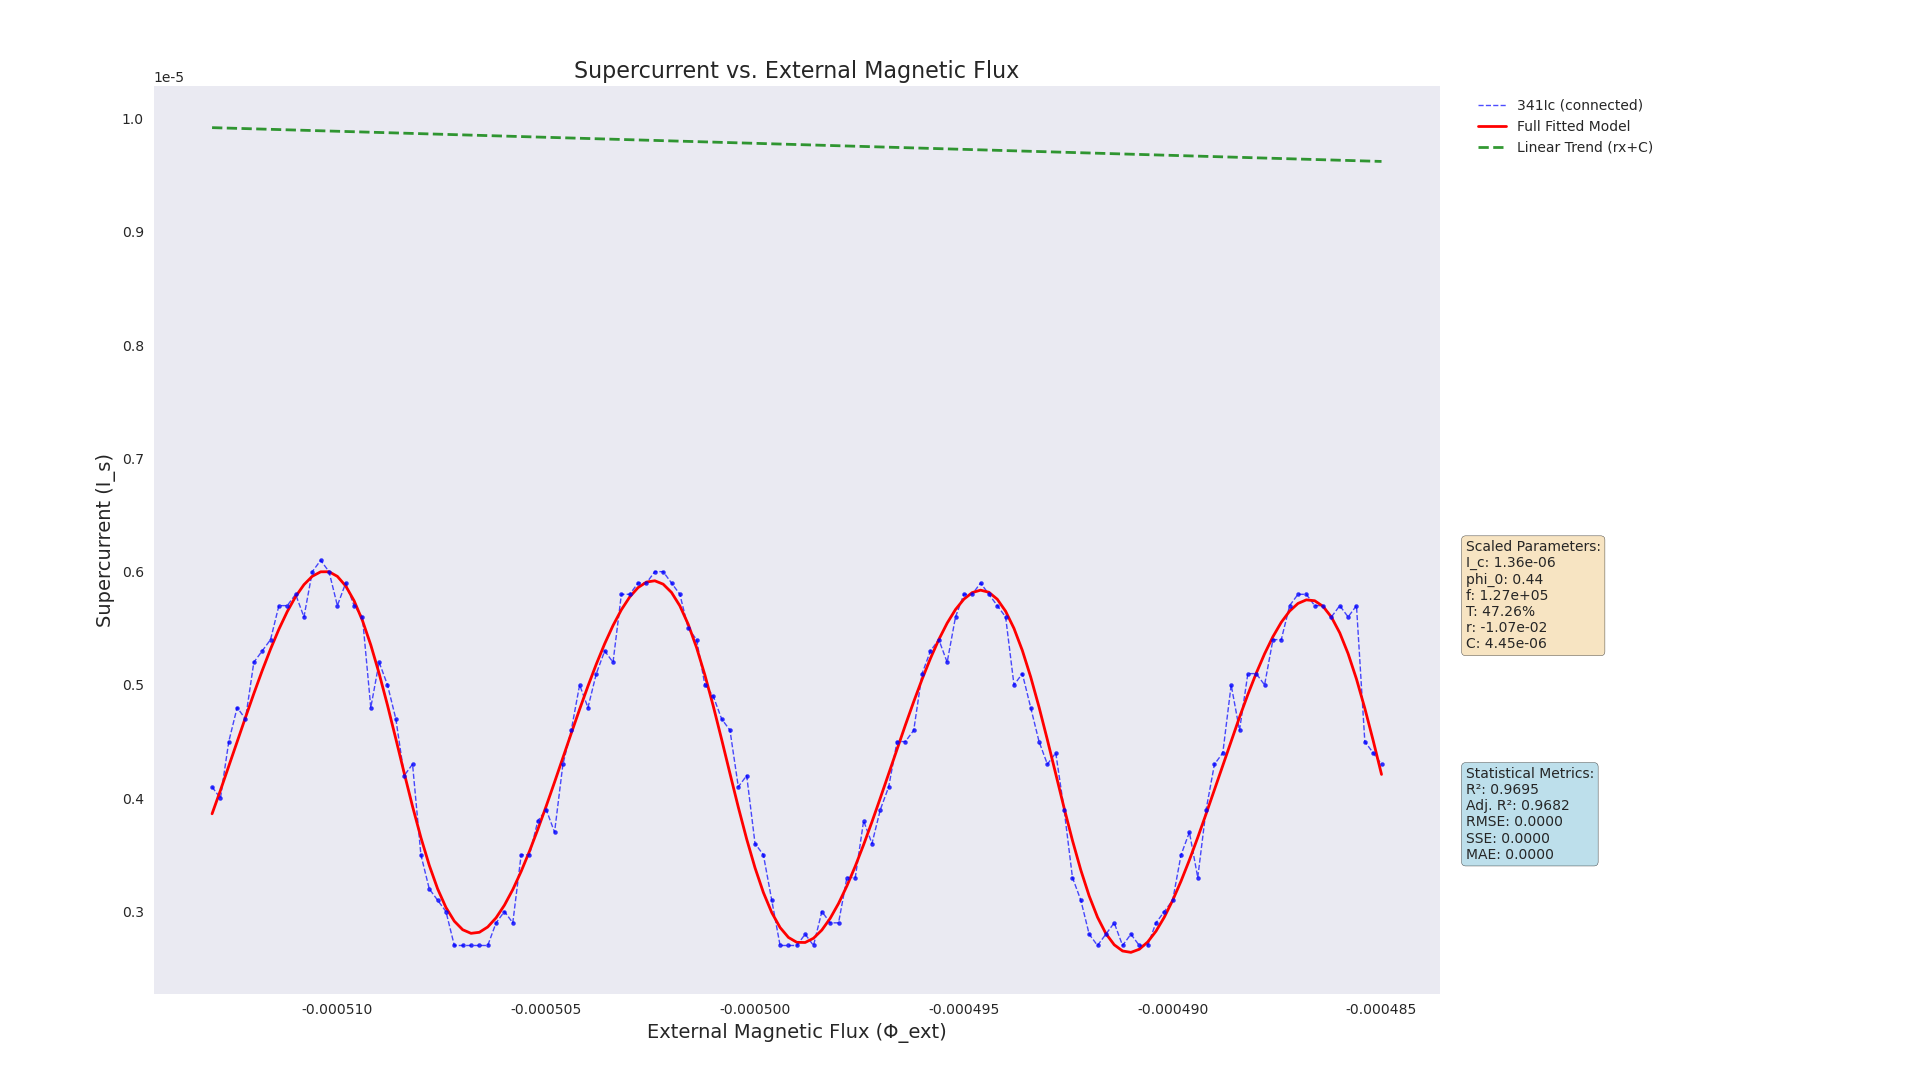 Supercurrent vs. External Magnetic Flux
1e-5
1.0
0.9
0.8
0.7
0.6
0.5
0.4
0.3
Supercurrent (I_s)
-0.000510
-0.000505
-0.000500
-0.000495
-0.000490
-0.000485
External Magnetic Flux (Φ_ext)
341Ic (connected)
Full Fitted Model
Linear Trend (rx+C)
Scaled Parameters:
I_c: 1.36e-06
phi_0: 0.44
f: 1.27e+05
T: 47.26%
r: -1.07e-02
C: 4.45e-06
Statistical Metrics:
R²: 0.9695
Adj. R²: 0.9682
RMSE: 0.0000
SSE: 0.0000
MAE: 0.0000